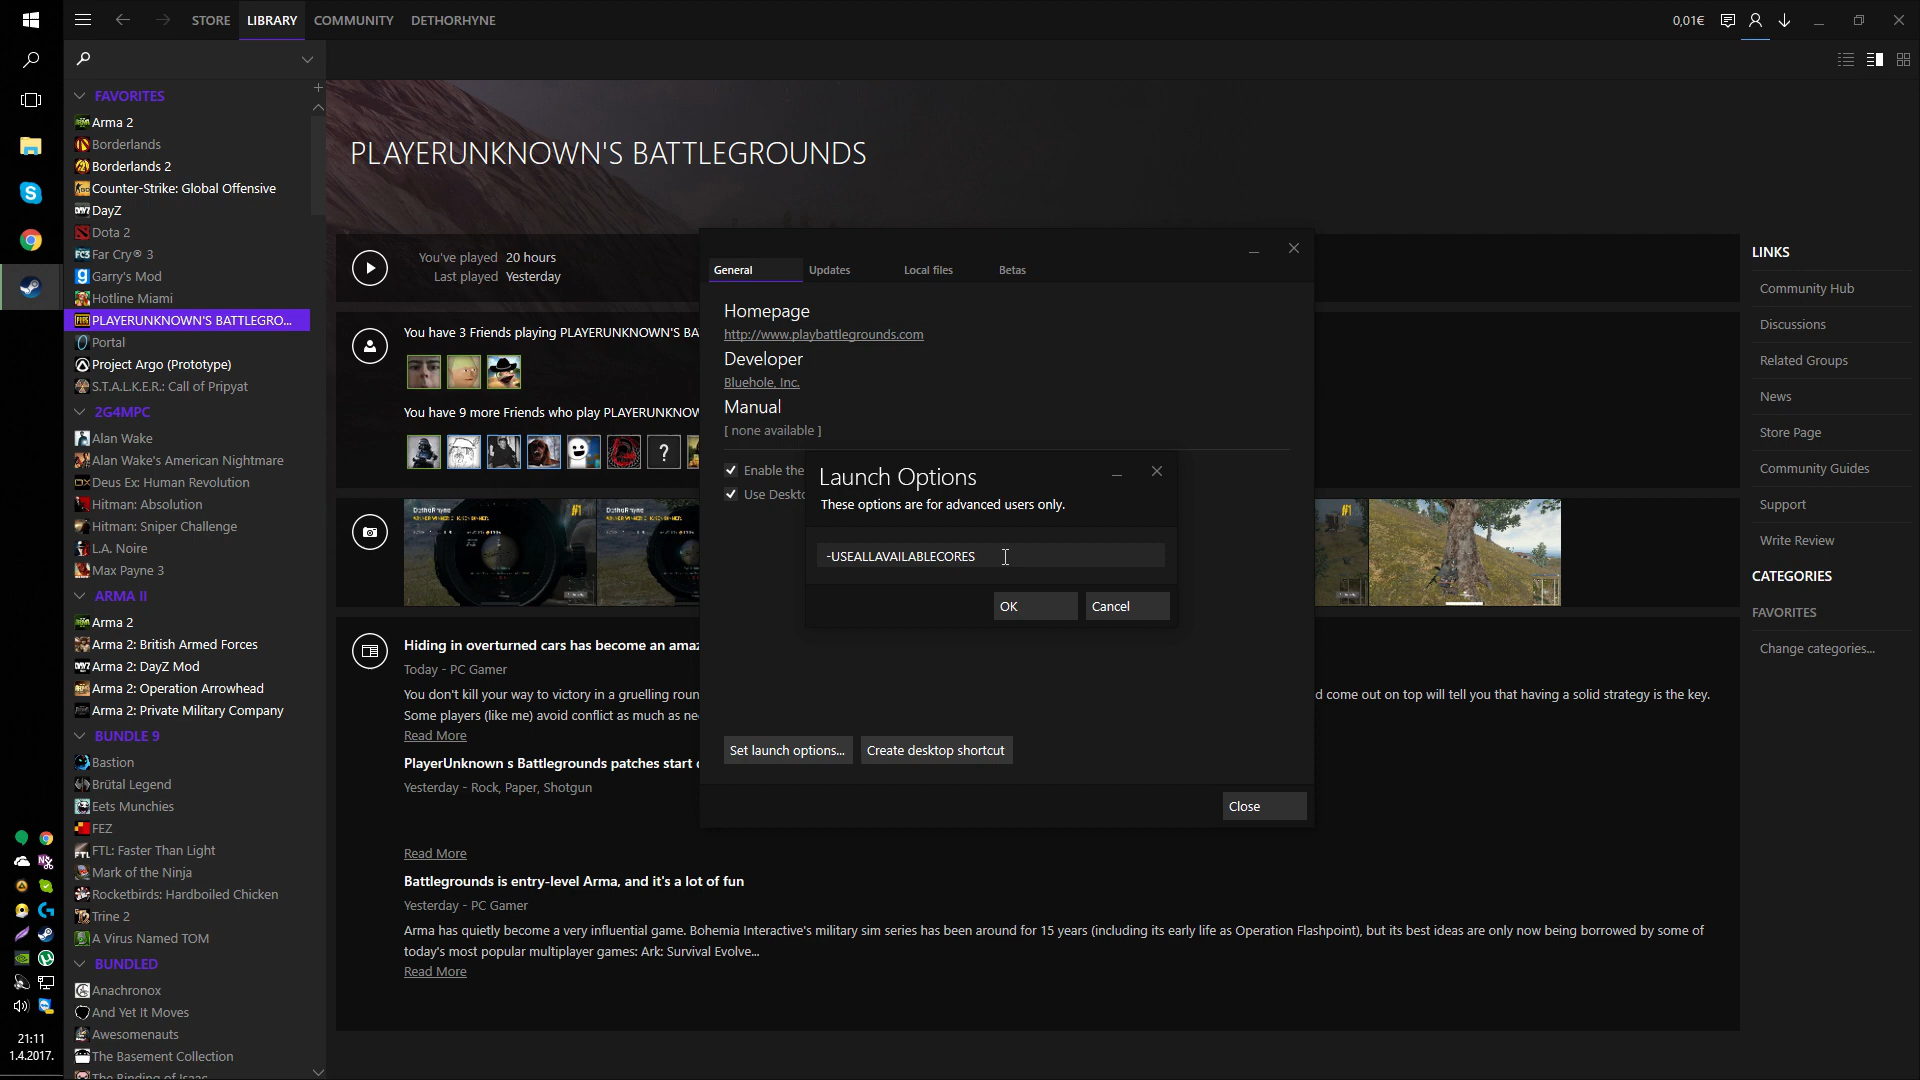 STORE LIBRARY COMMUNITY DETHORHYNE 0,01€
FAVORITES
Arma 2
Borderlands
Borderlands 2
Counter-Strike: Global Offensive
DayZ
Dota 2
Far Cry® 3
Garry's Mod
Hotline Miami
PLAYERUNKNOWN'S BATTLEGRO...
Portal
Project Argo (Prototype)
S.T.A.L.K.E.R.: Call of Pripyat
2G4MPC
Alan Wake
Alan Wake's American Nightmare
Deus Ex: Human Revolution
Hitman: Absolution
Hitman: Sniper Challenge
L.A. Noire
Max Payne 3
ARMA II
Arma 2
Arma 2: British Armed Forces
Arma 2: DayZ Mod
Arma 2: Operation Arrowhead
Arma 2: Private Military Company
BUNDLE 9
Bastion
Brütal Legend
Eets Munchies
FEZ
FTL: Faster Than Light
Mark of the Ninja
Rocketbirds: Hardboiled Chicken
Trine 2
A Virus Named TOM
BUNDLED
Anachronox
And Yet It Moves
Awesomenauts
The Basement Collection
The Binding of Isaac
21:11
1.4.2017.
PLAYERUNKNOWN'S BATTLEGROUNDS
You've played 20 hours
Last played Yesterday
You have 3 Friends playing PLAYERUNKNOWN'S BA
You have 9 more Friends who play PLAYERUNKNOW
Hiding in overturned cars has become an ama
Today - PC Gamer
You don't kill your way to victory in a gruelling roun
d come out on top will tell you that having a solid strategy is the key.
Some players (like me) avoid conflict as much as ne
Read More
PlayerUnknown s Battlegrounds patches start
Yesterday - Rock, Paper, Shotgun
Read More
Battlegrounds is entry-level Arma, and it's a lot of fun
Yesterday - PC Gamer
Arma has quietly become a very influential game. Bohemia Interactive's military sim series has been around for 15 years (including its early life as Operation Flashpoint), but its best ideas are only now being borrowed by some of
today's most popular multiplayer games: Ark: Survival Evolve...
Read More
General Updates Local files Betas
Homepage
http://www.playbattlegrounds.com
Developer
Bluehole, Inc.
Manual
[ none available ]
Enable the
Use Deskto
Launch Options
These options are for advanced users only.
-USEALLAVAILABLECORES
OK Cancel
Set launch options... Create desktop shortcut
Close
LINKS
Community Hub
Discussions
Related Groups
News
Store Page
Community Guides
Support
Write Review
CATEGORIES
FAVORITES
Change categories...